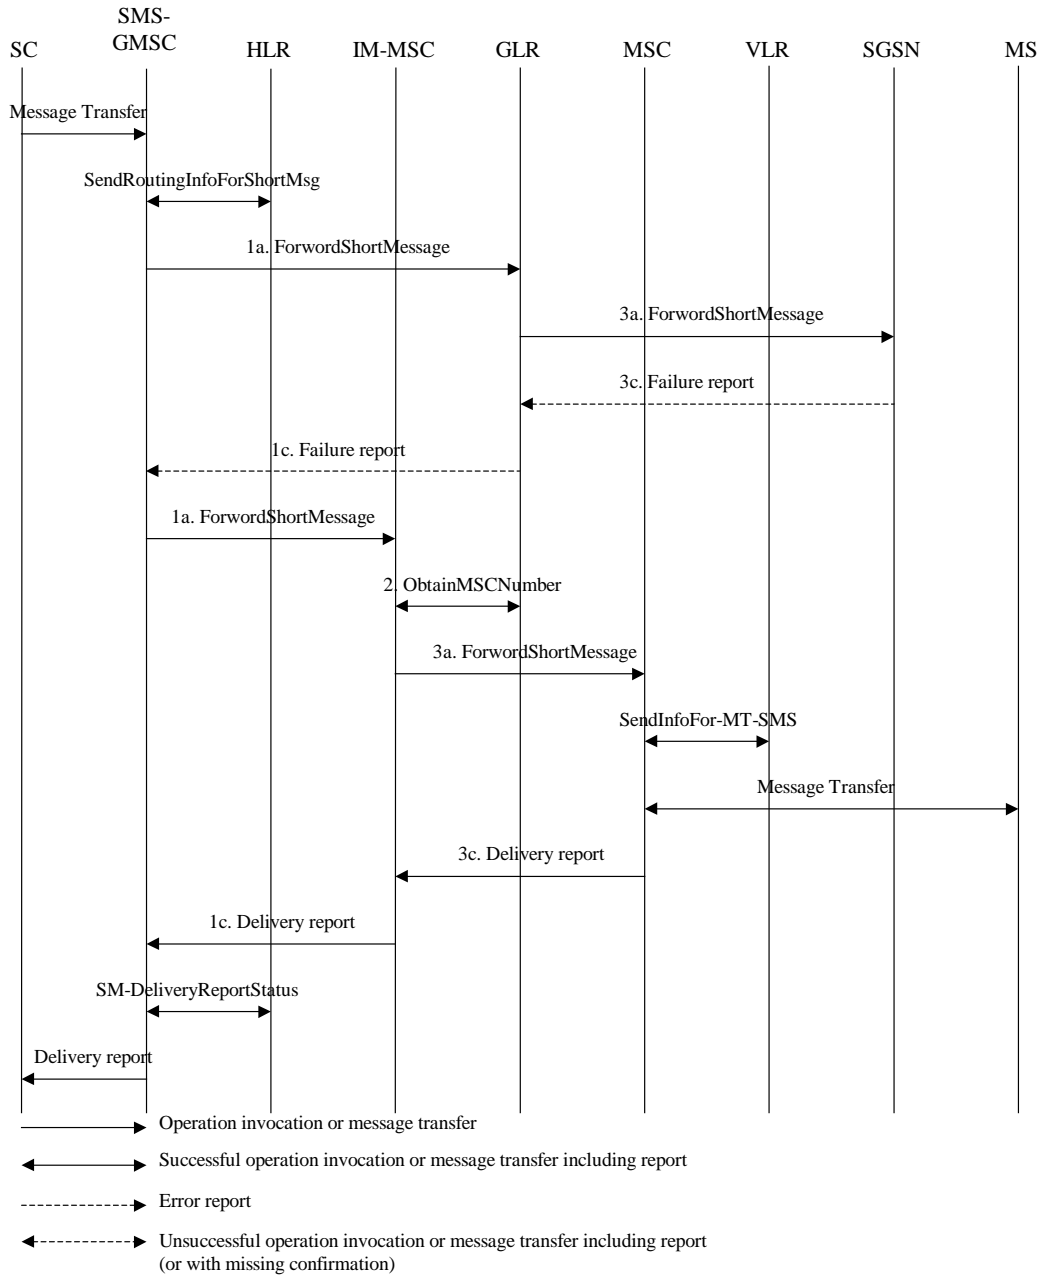 SMS-
GMSC
SC HLR IM-MSC GLR MSC VLR SGSN MS
Message Transfer
SendRoutingInfoForShortMsg
1a. ForwordShortMessage
3a. ForwordShortMessage
3c. Failure report
1c. Failure report
1a. ForwordShortMessage
2. ObtainMSCNumber
3a. ForwordShortMessage
SendInfoFor-MT-SMS
Message Transfer
3c. Delivery report
1c. Delivery report
SM-DeliveryReportStatus
Delivery report
Operation invocation or message transfer
Successful operation invocation or message transfer including report
Error report
Unsuccessful operation invocation or message transfer including report
(or with missing confirmation)